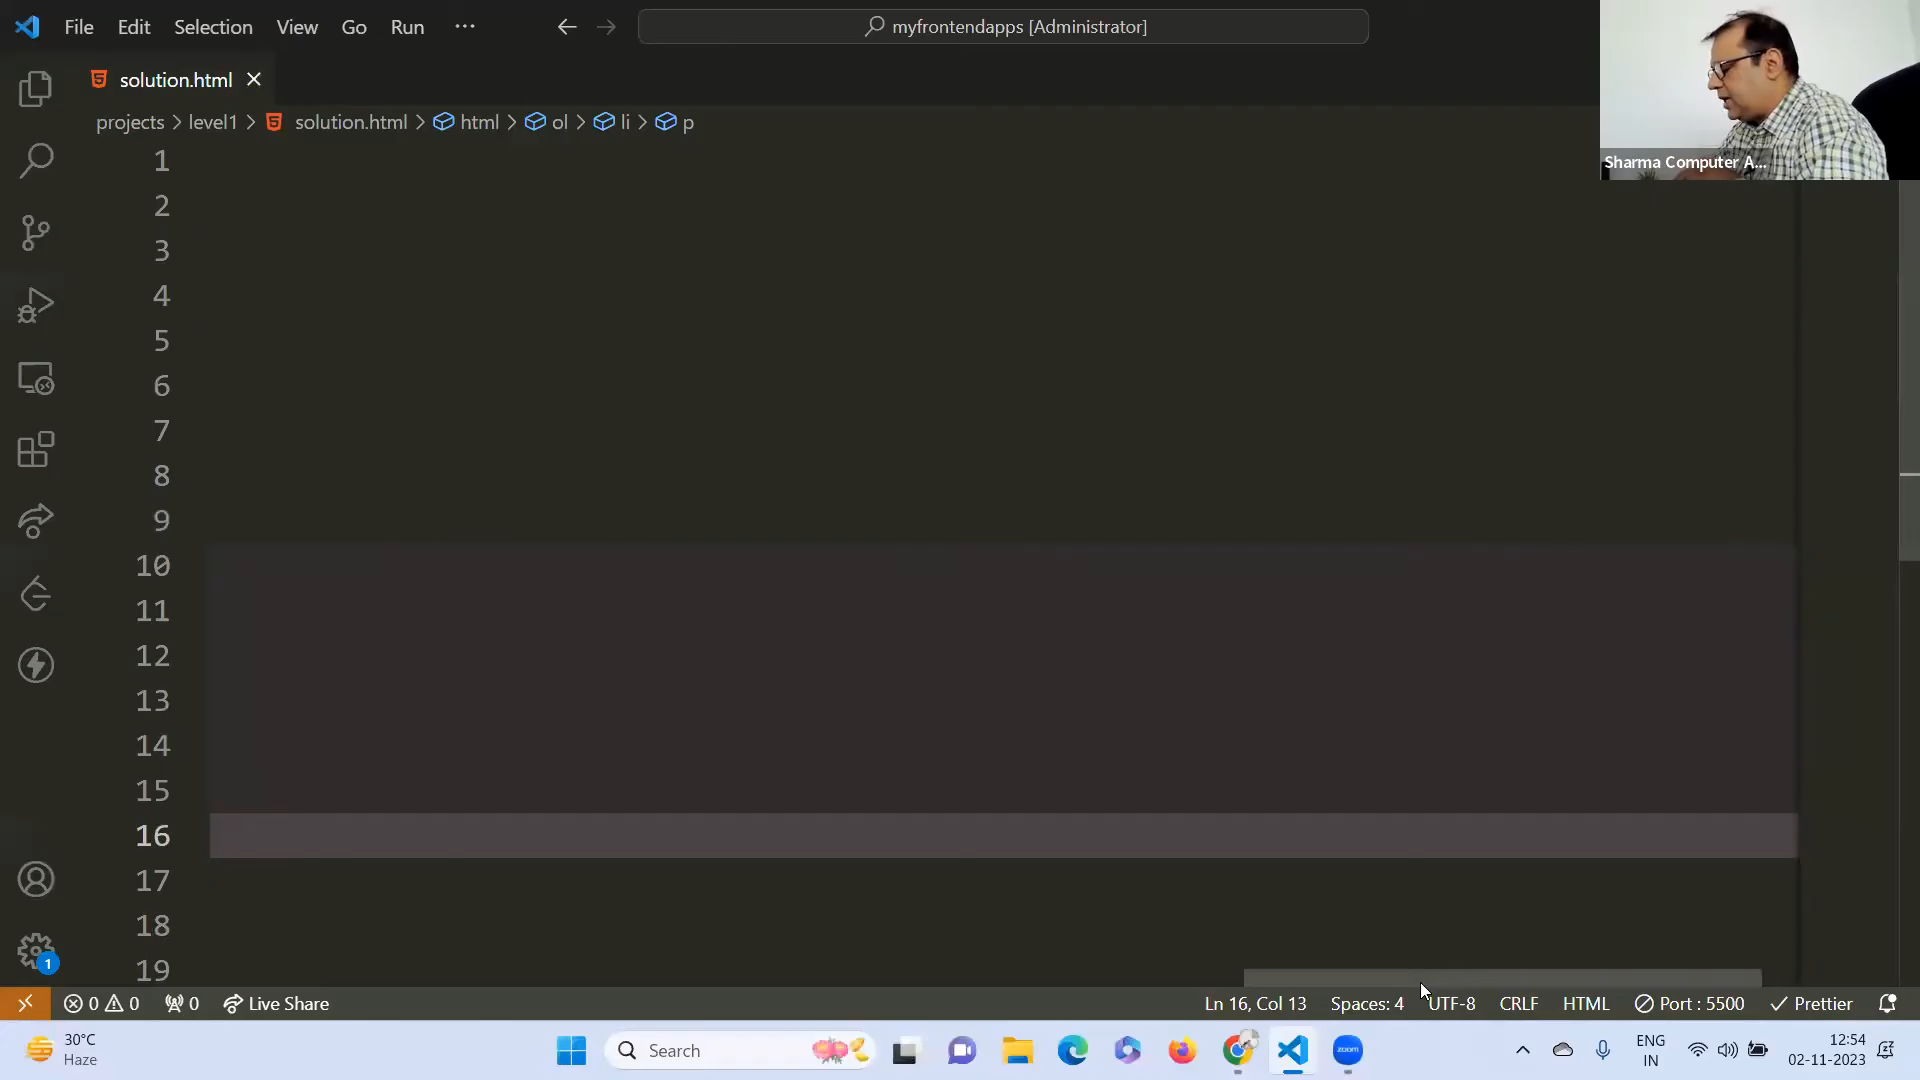 File Edit Selection View Go Run ··· myfrontendapps [Administrator]
solution.html
projects > level1 > solution.html > html > ol > li > p
Sharma Computer A...
1
2
3
4
5
6
7
8
9
10
11
12
13
14
15
16
17
18
19
1
0 0 0 Live Share Ln 16, Col 13 Spaces: 4 UTF-8 CRLF HTML Port : 5500 Prettier
30°C
Haze
Search
zoom
ENG
IN
12:54
02-11-2023